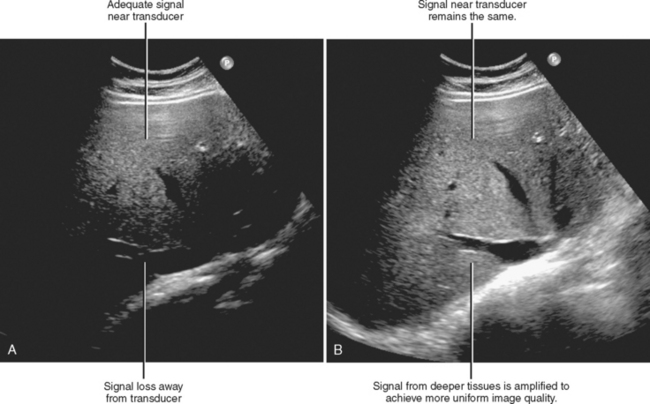 Adequate signal
near transducer
Signal near transducer
remains the same.
P
P
A
B
Signal loss away
from transducer
Signal from deeper tissues is amplified to
achieve more uniform image quality.